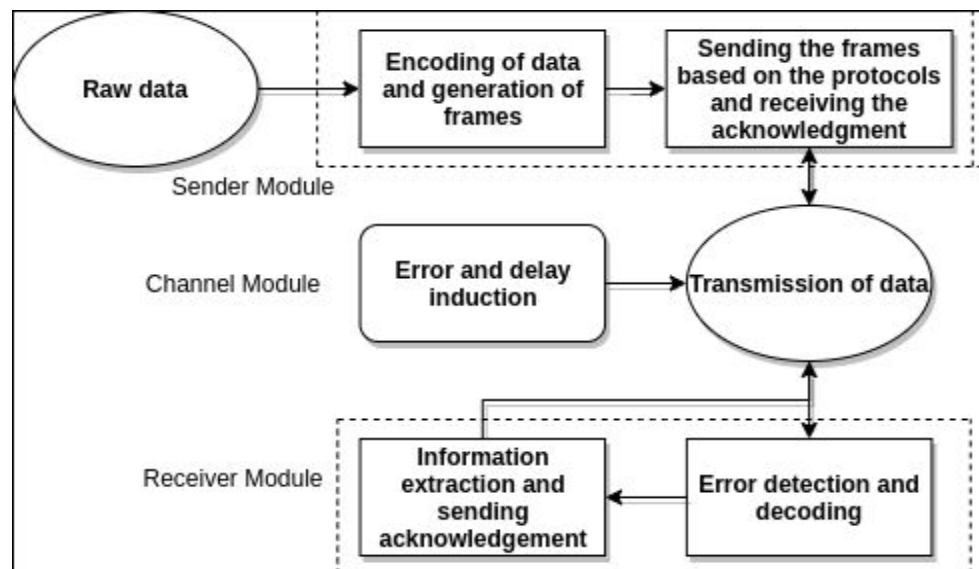 Raw data
Encoding of data
and generation of
frames
Sending the frames
based on the protocols
and receiving the
acknowledgment
Sender Module
Channel Module
Error and delay
induction
Transmission of data
Receiver Module
Information
extraction and
sending
acknowledgement
Error detection and
decoding